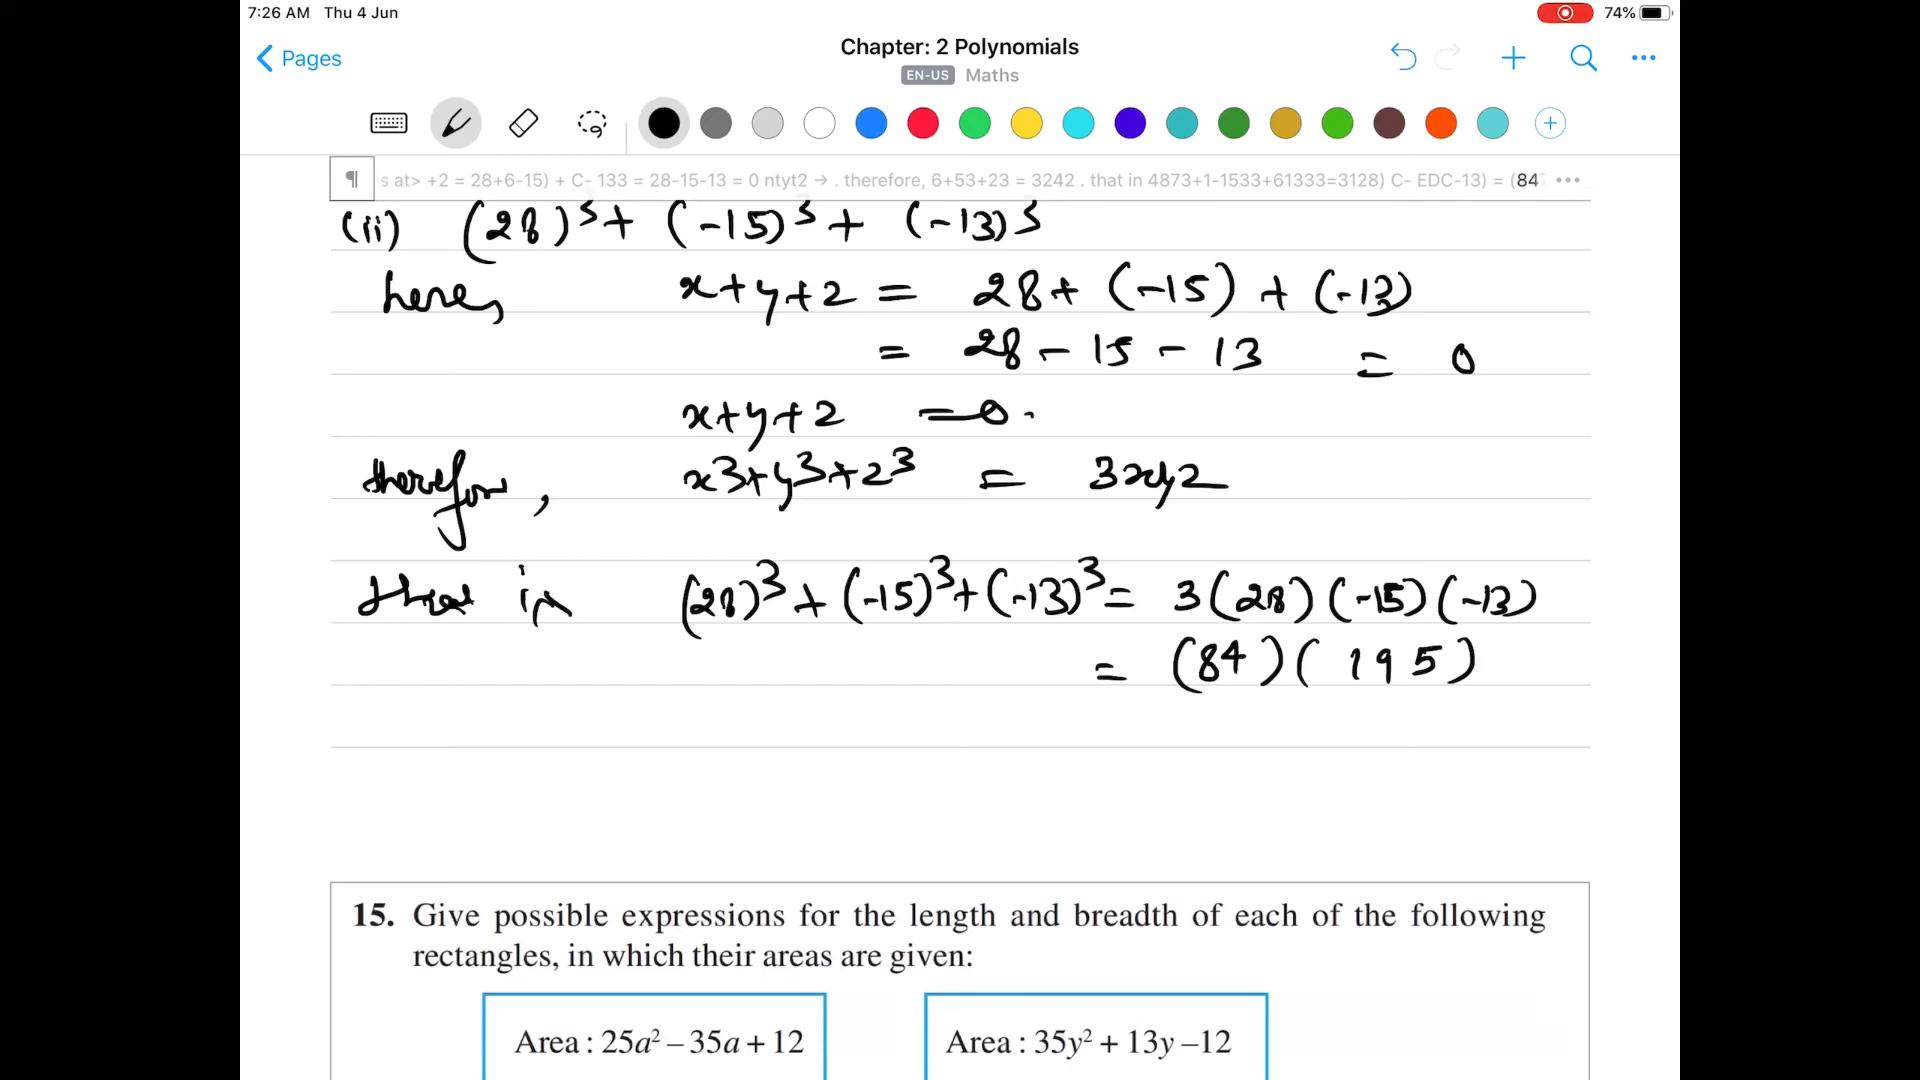 7:26 AM Thu 4 Jun
74%
Pages
Chapter: 2 Polynomials
EN-US Maths
s at> +2 = 28+6-15) + C- 133 = 28-15-13 = 0 ntyt2 → . therefore, 6+53+23 = 3242 . that in 4873+1-1533+61333=3128) C- EDC-13) = (84
(ii) (28)³ + (-15)³ + (-13)³
here, x+y+z = 28 + (-15) + (-13)
= 28 - 15 - 13 = 0
x+y+z = 0.
therefore, x³+y³+z³ = 3xyz
that is (28)³ + (-15)³ + (-13)³ = 3(28)(-15)(-13)
= (84)(195)
15. Give possible expressions for the length and breadth of each of the following
rectangles, in which their areas are given:
Area : 25a² – 35a + 12
Area : 35y² + 13y –12